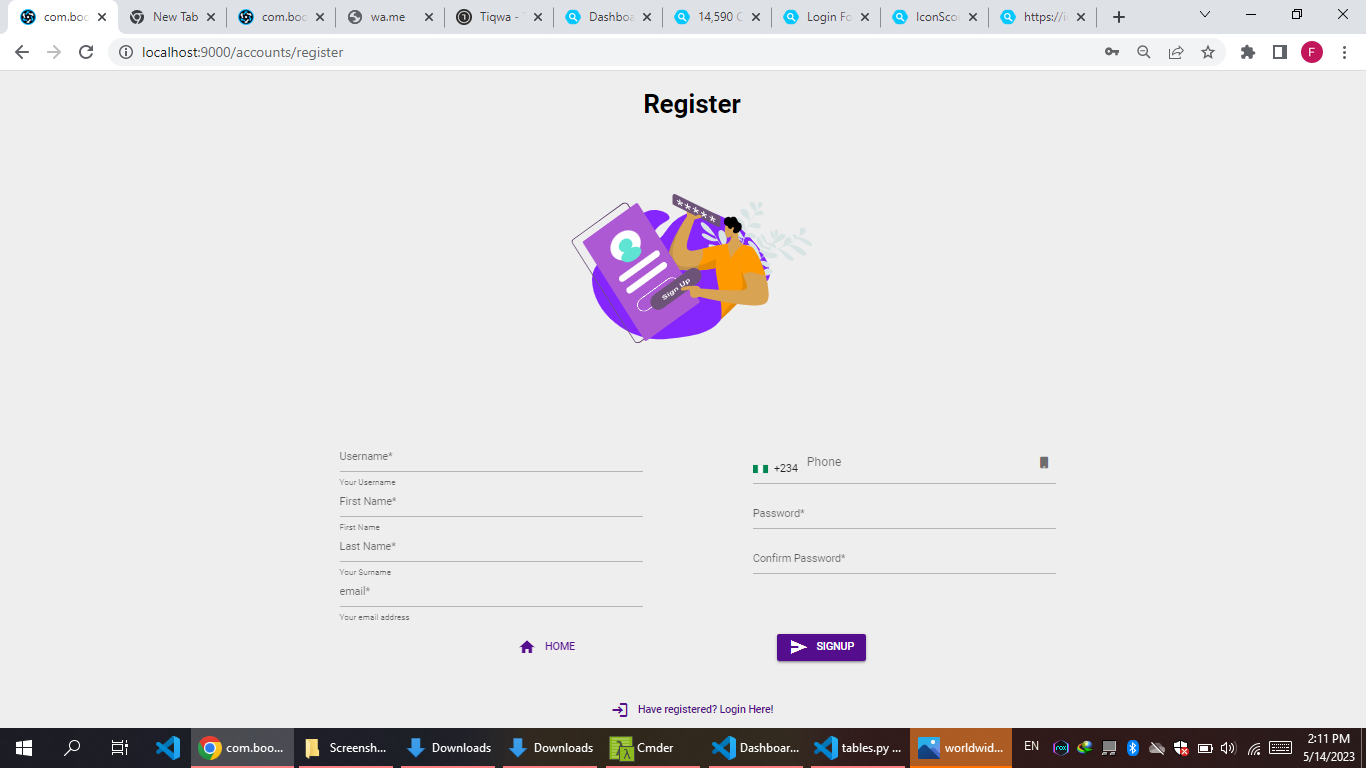 com.boo
New Tab
com.boo
wa.me
Tiqwa -
Dashboa
14,590
Login Fo
IconSco
https://i
localhost:9000/accounts/register
F
Register
*****
Sign Up
Username*
Your Username
First Name*
First Name
Last Name*
Your Surname
email*
Your email address
+234
Phone
Password*
Confirm Password*
HOME
SIGNUP
Have registered? Login Here!
com.boo...
Screensh...
Downloads
Downloads
Cmder
Dashboar...
tables.py ...
worldwid...
EN
2:11 PM
5/14/2023